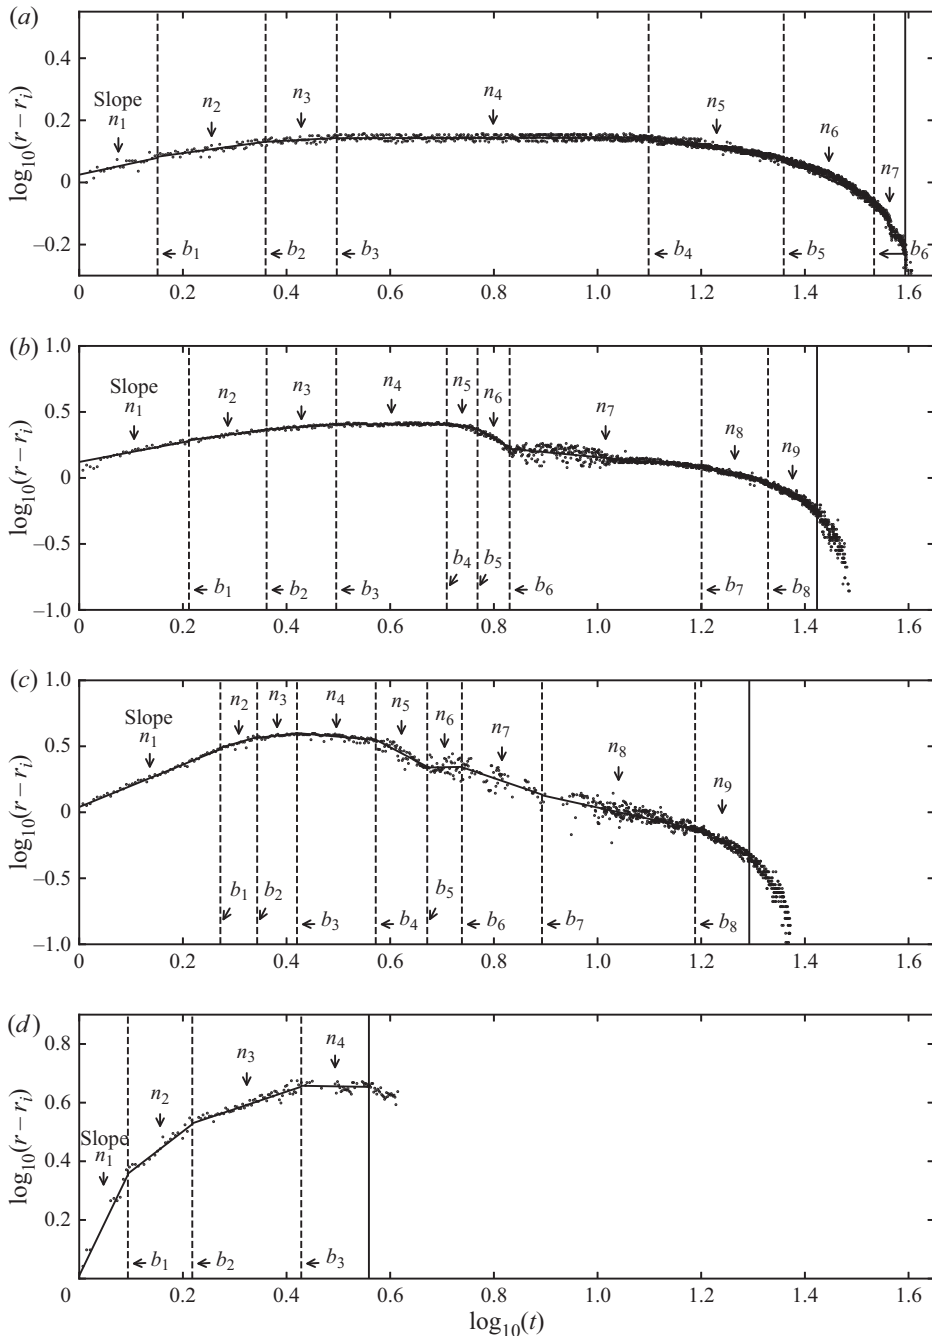 (a)
0.4
0.2
0
−0.2
log10(r – ri)
Slope
n1
n2
n3
n4
n5
n6
n7
b1
b2
b3
b4
b5
b6
0 0.2 0.4 0.6 0.8 1.0 1.2 1.4 1.6
(b)
1.0
0.5
0
−0.5
−1.0
log10(r – ri)
Slope
n1
n2
n3
n4
n5
n6
n7
n8
n9
b4 b5
b1
b2
b3
b6
b7
b8
0 0.2 0.4 0.6 0.8 1.0 1.2 1.4 1.6
(c)
1.0
0.5
0
−0.5
−1.0
log10(r – ri)
Slope
n1
n2
n3
n4
n5
n6
n7
n8
n9
b1 b2
b5
b3
b4
b6
b7
b8
0 0.2 0.4 0.6 0.8 1.0 1.2 1.4 1.6
(d)
0.8
0.6
0.4
0.2
0
log10(r – ri)
Slope
n1
n2
n3
n4
b1
b2
b3
0 0.2 0.4 0.6 0.8 1.0 1.2 1.4 1.6
log10(t)